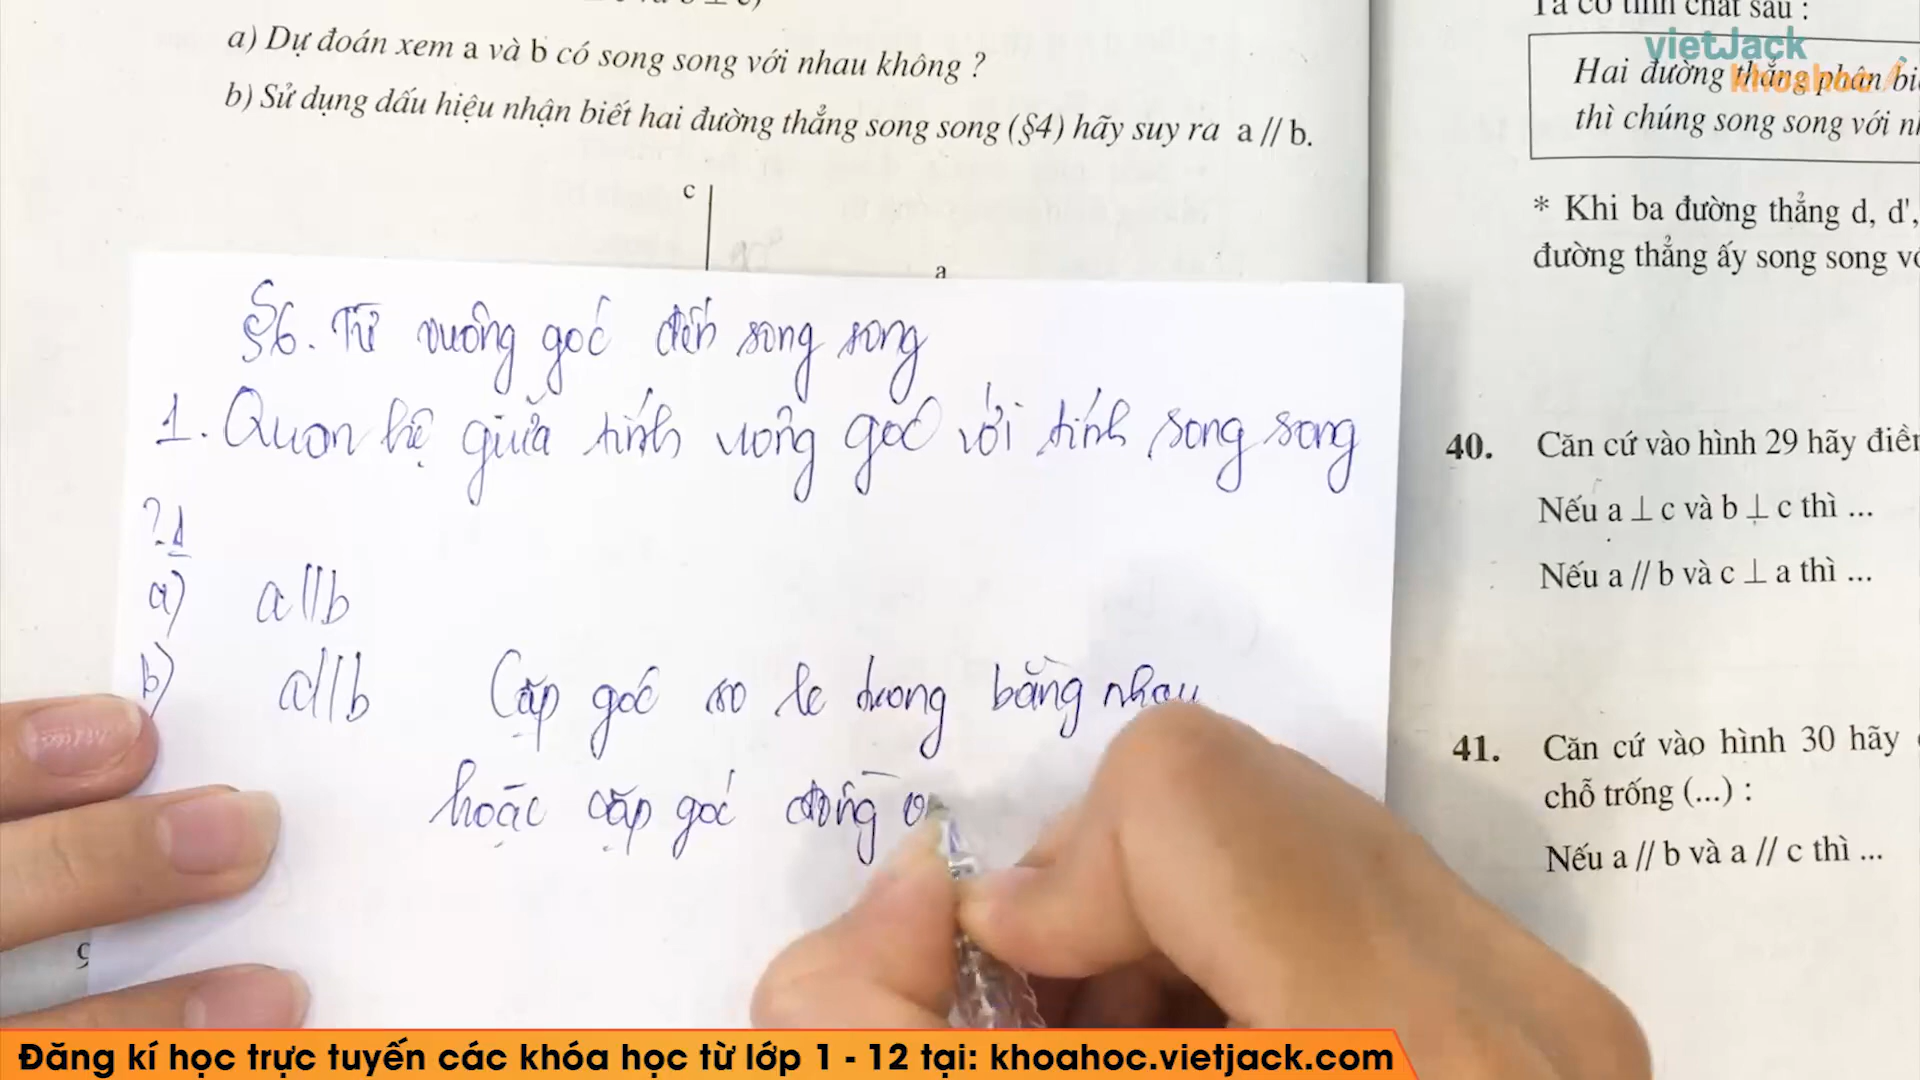 a) Dự đoán xem a và b có song song với nhau không ?
b) Sử dụng dấu hiệu nhận biết hai đường thẳng song song (§4) hãy suy ra a // b.
c
a
§6. Từ vuông góc đến song song
1. Quan hệ giữa tính vuông góc với tính song song
?1
a) a//b
b) a//b Cặp góc so le trong bằng nhau
hoặc cặp góc đồng
Ta có tính chất sau :
vietJack
khoahoc
Hai đường thẳng phân
thì chúng song song với
* Khi ba đường thẳng d, d',
đường thẳng ấy song song
40. Căn cứ vào hình 29 hãy
Nếu a ⊥ c và b ⊥ c thì ...
Nếu a // b và c ⊥ a thì ...
41. Căn cứ vào hình 30 hãy
chỗ trống (...) :
Nếu a // b và a // c thì ...
Đăng kí học trực tuyến các khóa học từ lớp 1 - 12 tại: khoahoc.vietjack.com